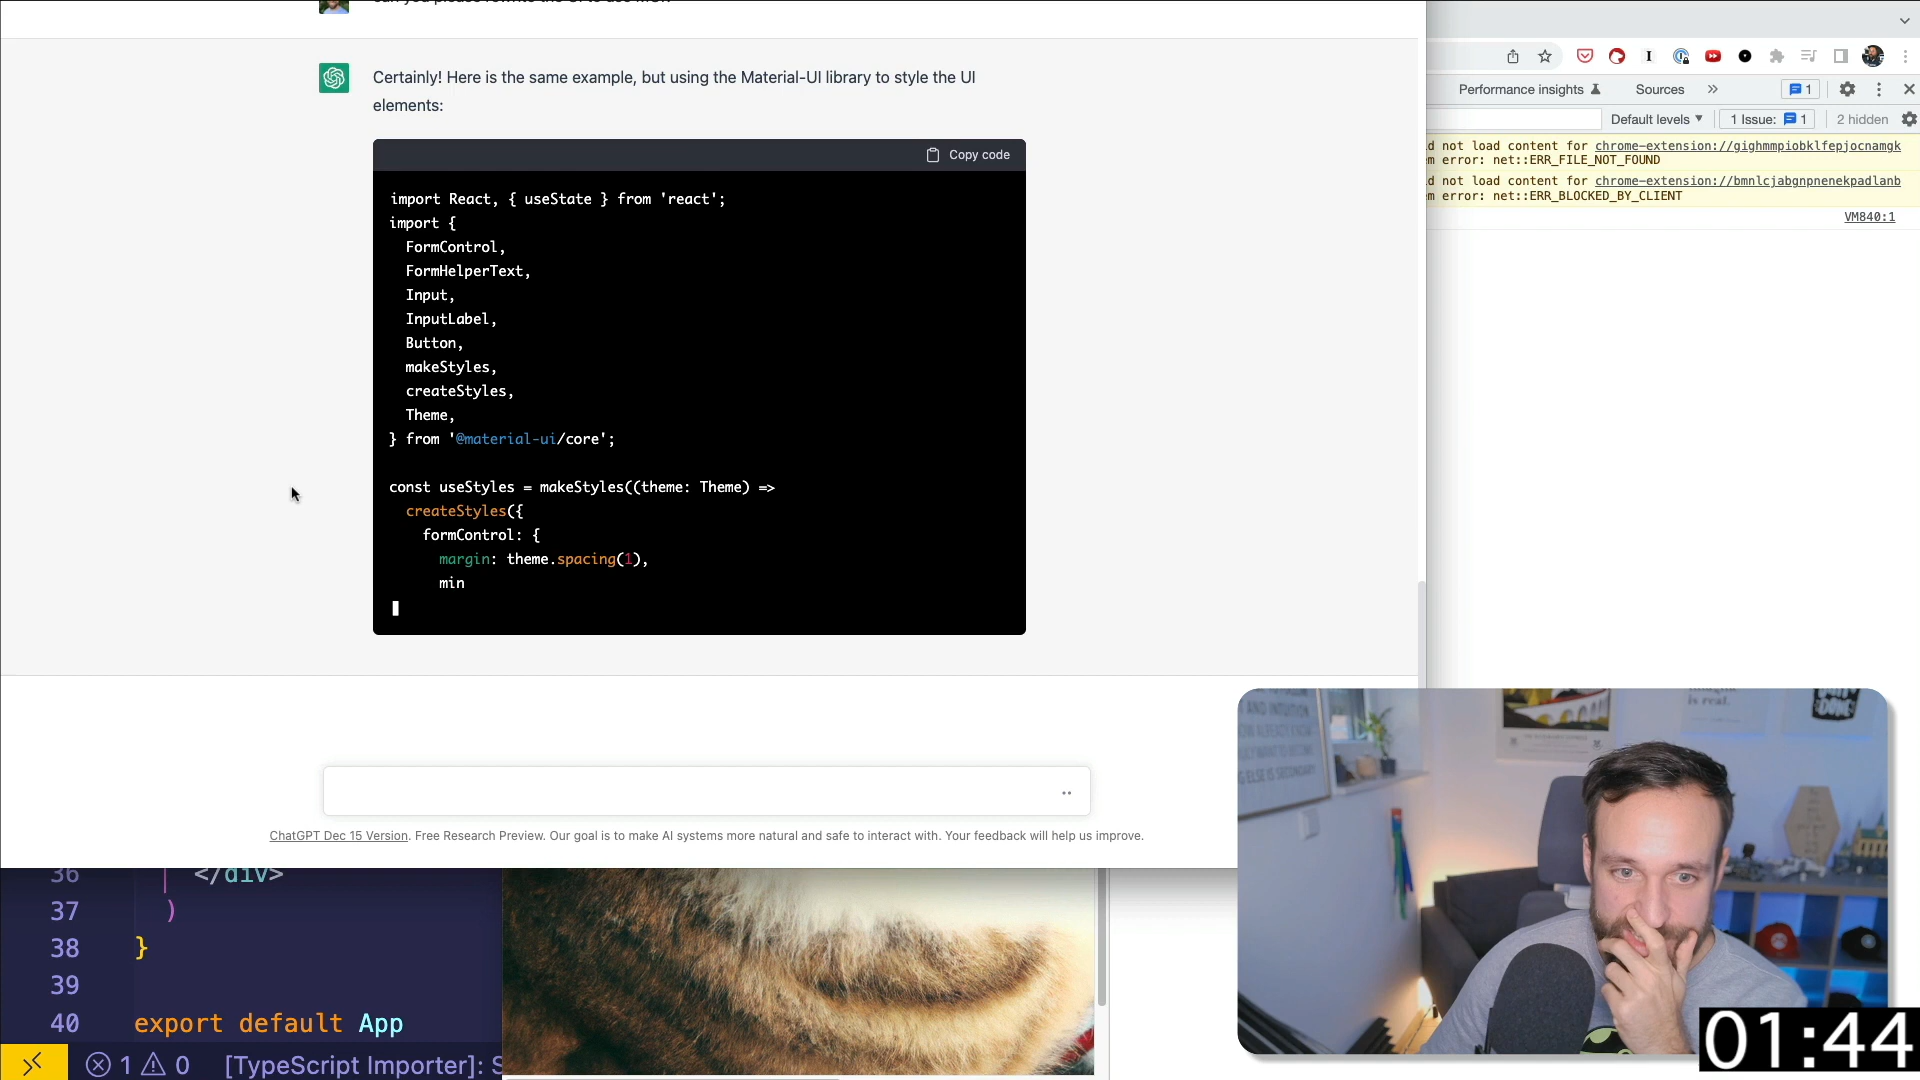 Certainly! Here is the same example, but using the Material-UI library to style the UI
elements:
Copy code
import React, { useState } from 'react';
import {
FormControl,
FormHelperText,
Input,
InputLabel,
Button,
makeStyles,
createStyles,
Theme,
} from '@material-ui/core';
const useStyles = makeStyles((theme: Theme) =>
createStyles({
formControl: {
margin: theme.spacing(1),
min
ChatGPT Dec 15 Version. Free Research Preview. Our goal is to make AI systems more natural and safe to interact with. Your feedback will help us improve.
Performance insights
Sources
1
Default levels
1 Issue: 1
2 hidden
d not load content for chrome-extension://gighmmpiobklfepjocnamgk
m error: net::ERR_FILE_NOT_FOUND
d not load content for chrome-extension://bmnlcjabgnpnenekpadlanb
m error: net::ERR_BLOCKED_BY_CLIENT
VM840:1
36 </div>
37 )
38 }
39
40 export default App
1 0 [TypeScript Importer]: S
01:44